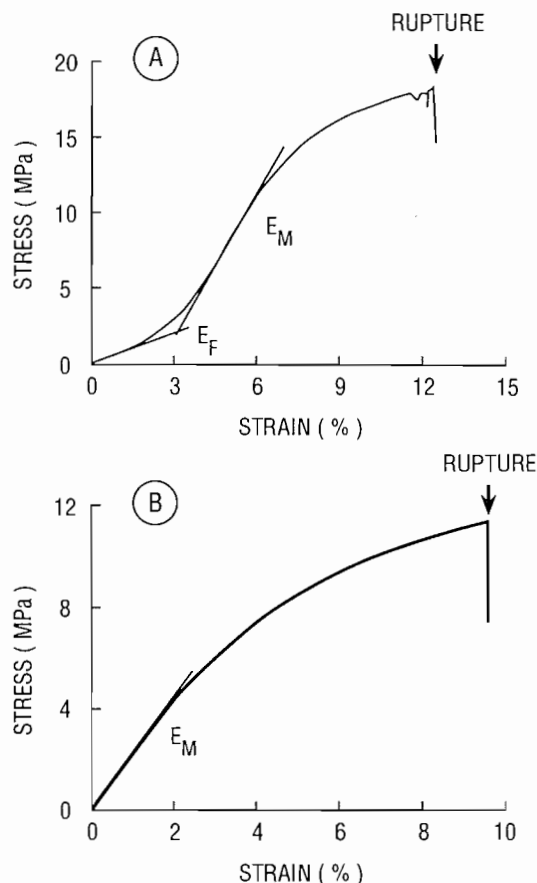 RUPTURE
A
20
15
10
5
0
STRESS ( MPa )
E_M
E_F
0 3 6 9 12 15
STRAIN ( % )
RUPTURE
B
12
8
4
0
STRESS ( MPa )
E_M
0 2 4 6 8 10
STRAIN ( % )